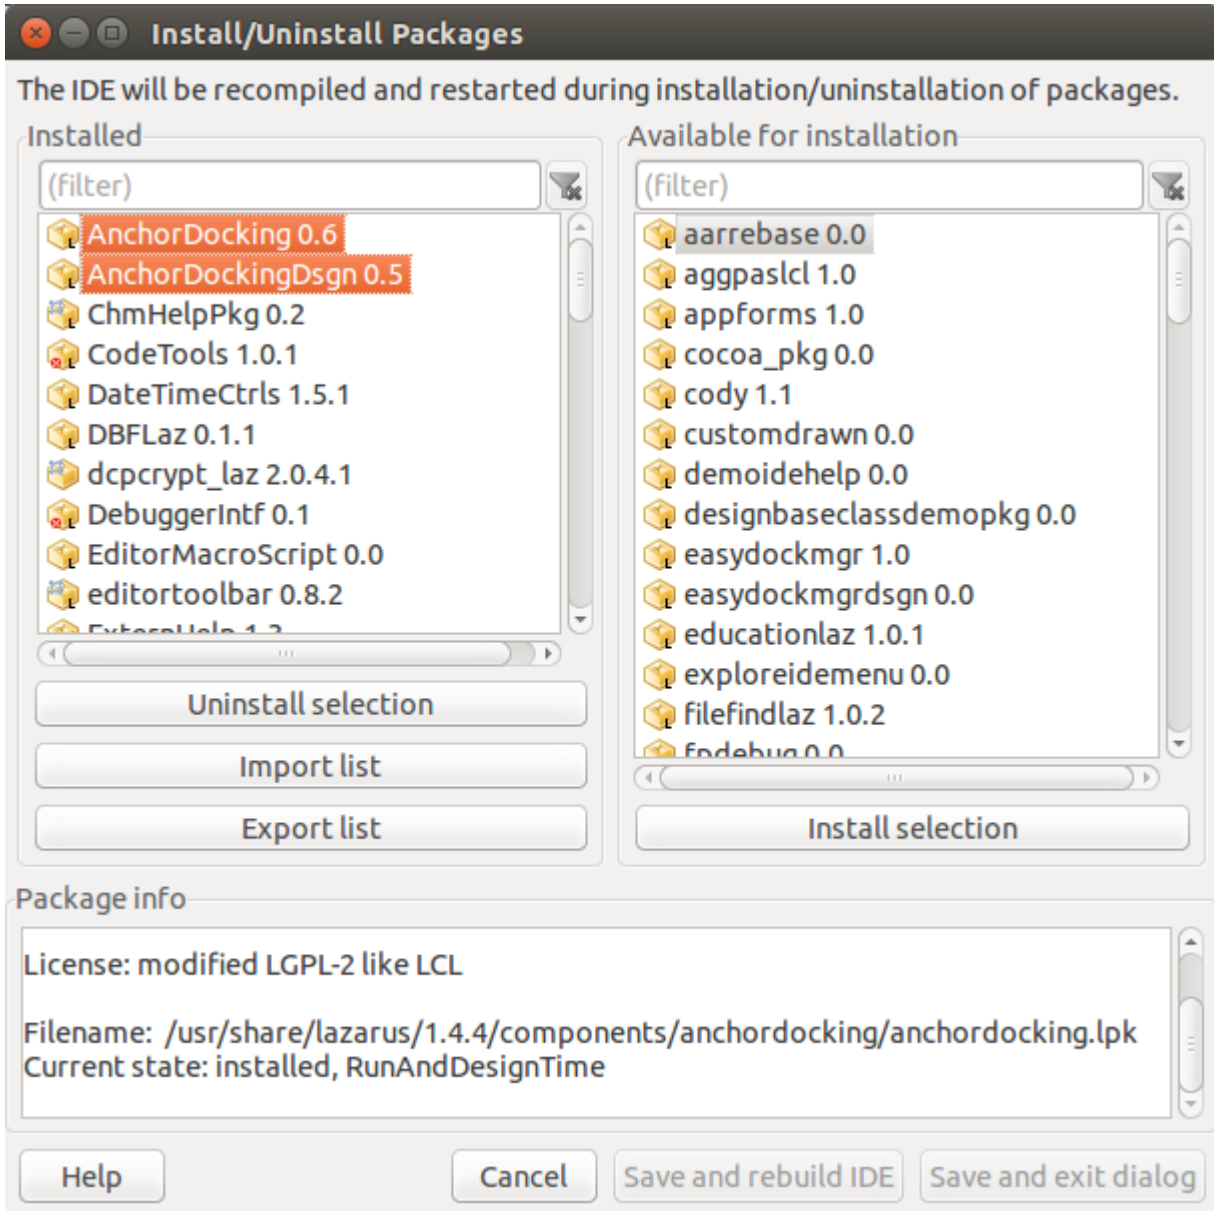 Install/Uninstall Packages
The IDE will be recompiled and restarted during installation/uninstallation of packages.
Installed
(filter)
AnchorDocking 0.6
AnchorDockingDsgn 0.5
ChmHelpPkg 0.2
CodeTools 1.0.1
DateTimeCtrls 1.5.1
DBFLaz 0.1.1
dcpcrypt_laz 2.0.4.1
DebuggerIntf 0.1
EditorMacroScript 0.0
editortoolbar 0.8.2
Uninstall selection
Import list
Export list
Available for installation
(filter)
aarrebase 0.0
aggpaslcl 1.0
appforms 1.0
cocoa_pkg 0.0
cody 1.1
customdrawn 0.0
demoidehelp 0.0
designbaseclassdemopkg 0.0
easydockmgr 1.0
easydockmgrdsgn 0.0
educationlaz 1.0.1
exploreidemenu 0.0
filefindlaz 1.0.2
fpdebug 0.0
Install selection
Package info
License: modified LGPL-2 like LCL
Filename: /usr/share/lazarus/1.4.4/components/anchordocking/anchordocking.lpk
Current state: installed, RunAndDesignTime
Help
Cancel
Save and rebuild IDE
Save and exit dialog